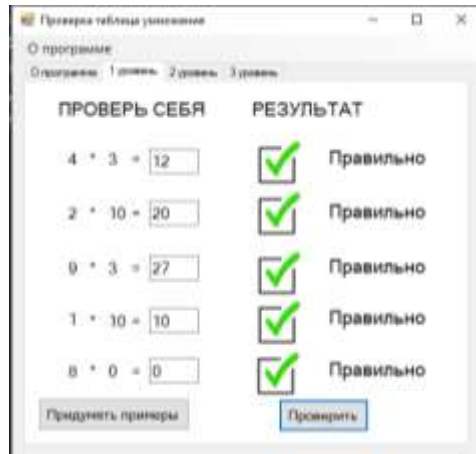 Проверка таблица умножения
О программе
О программе 1 уровень 2 уровень 3 уровень
ПРОВЕРЬ СЕБЯ РЕЗУЛЬТАТ
4 * 3 = 12 Правильно
2 * 10 = 20 Правильно
9 * 3 = 27 Правильно
1 * 10 = 10 Правильно
8 * 0 = 0 Правильно
Придумать примеры Проверить